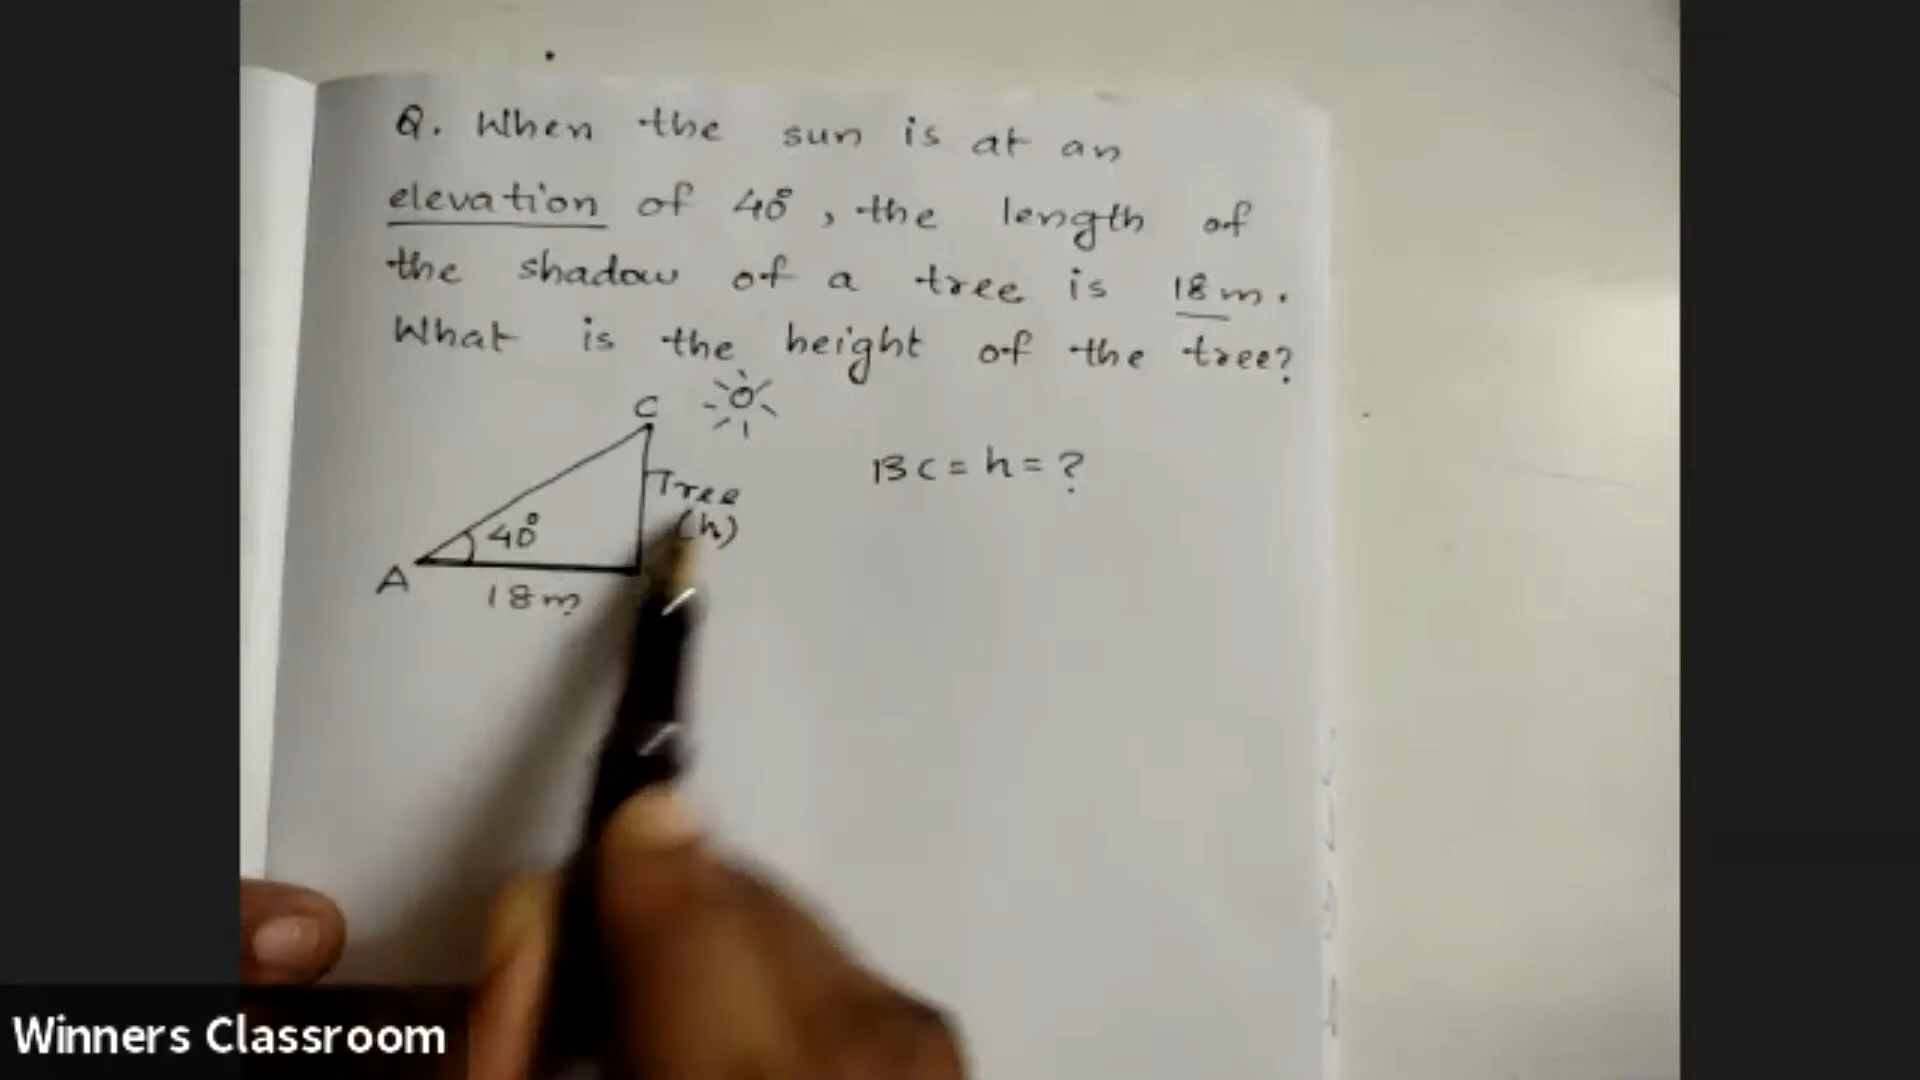 Q. When the sun is at an
elevation of 40°, the length of
the shadow of a tree is 18 m.
What is the height of the tree?
C
Tree
(h)
BC = h = ?
40°
A
18m
Winners Classroom